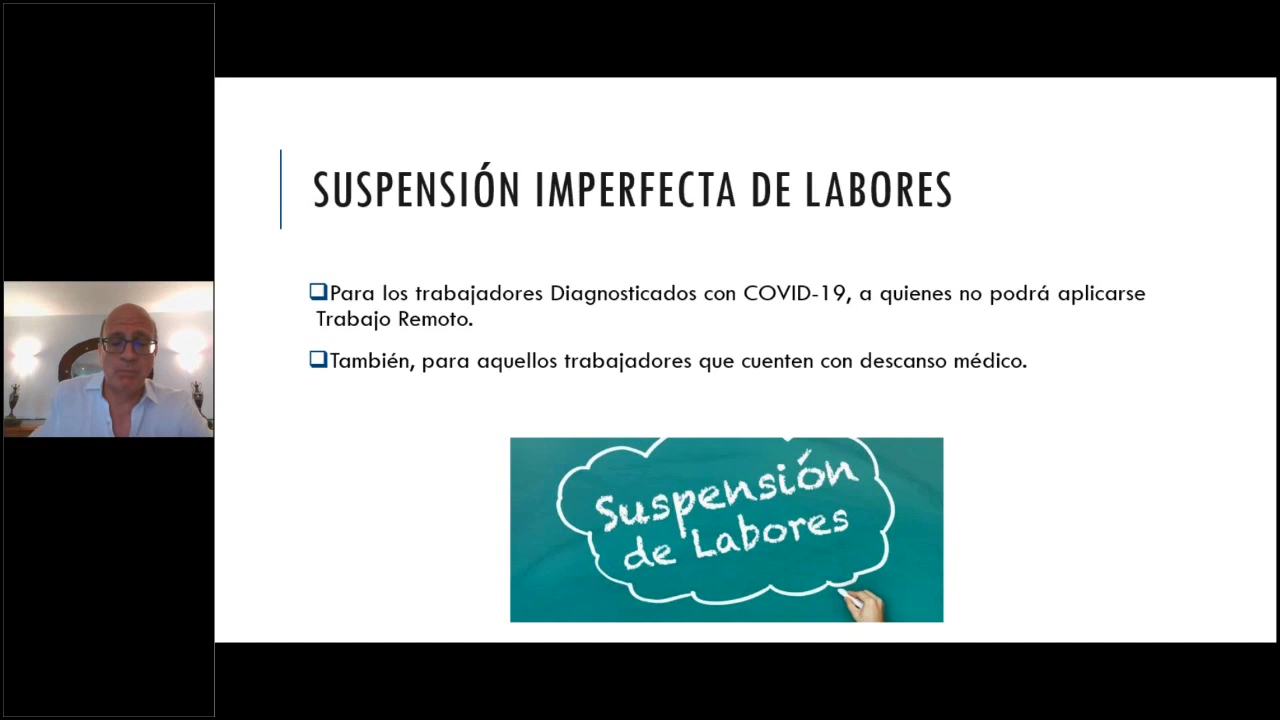 SUSPENSIÓN IMPERFECTA DE LABORES
Para los trabajadores Diagnosticados con COVID-19, a quienes no podrá aplicarse
Trabajo Remoto.
También, para aquellos trabajadores que cuenten con descanso médico.
Suspensión
de Labores